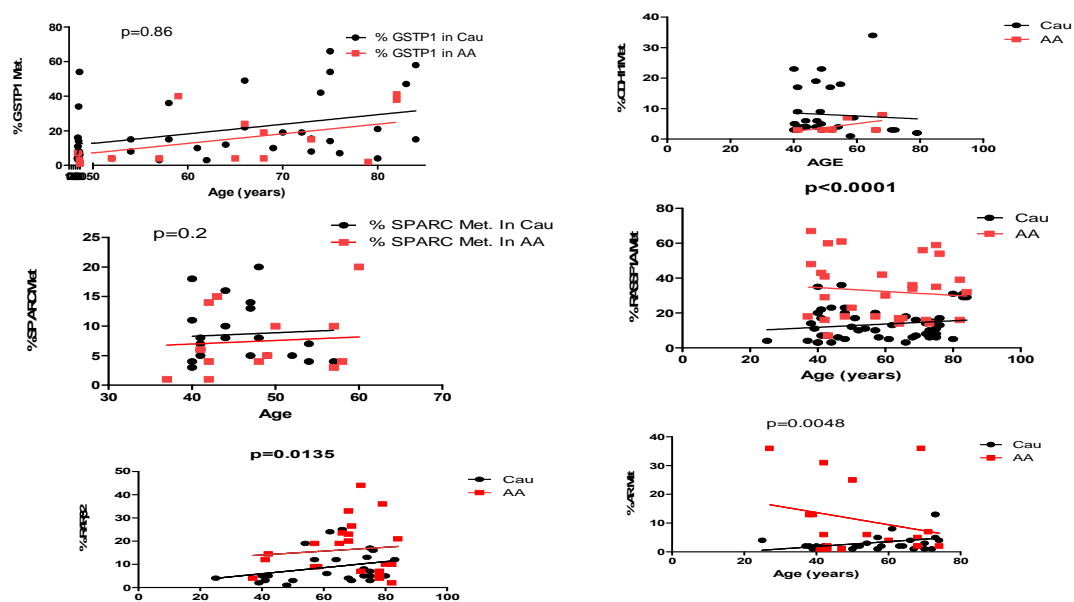 p=0.86
% GSTP1 in Cau
% GSTP1 in AA
% GSTP1 Met.
80
60
40
20
0
50 60 70 80
Age (years)
Cau
AA
%CDH1Met
40
30
20
10
0
0 20 40 60 80 100
AGE
p=0.2
% SPARC Met. In Cau
% SPARC Met. In AA
%SPARCMet
25
20
15
10
5
0
30 40 50 60 70
Age
p<0.0001
Cau
AA
80
60
40
20
0
0 20 40 60 80 100
Age (years)
p=0.0135
Cau
AA
50
40
30
20
10
0
0 20 40 60 80 100
Age (years)
p=0.0048
Cau
AA
%ARMet
40
30
20
10
0
0 20 40 60 80
Age (years)